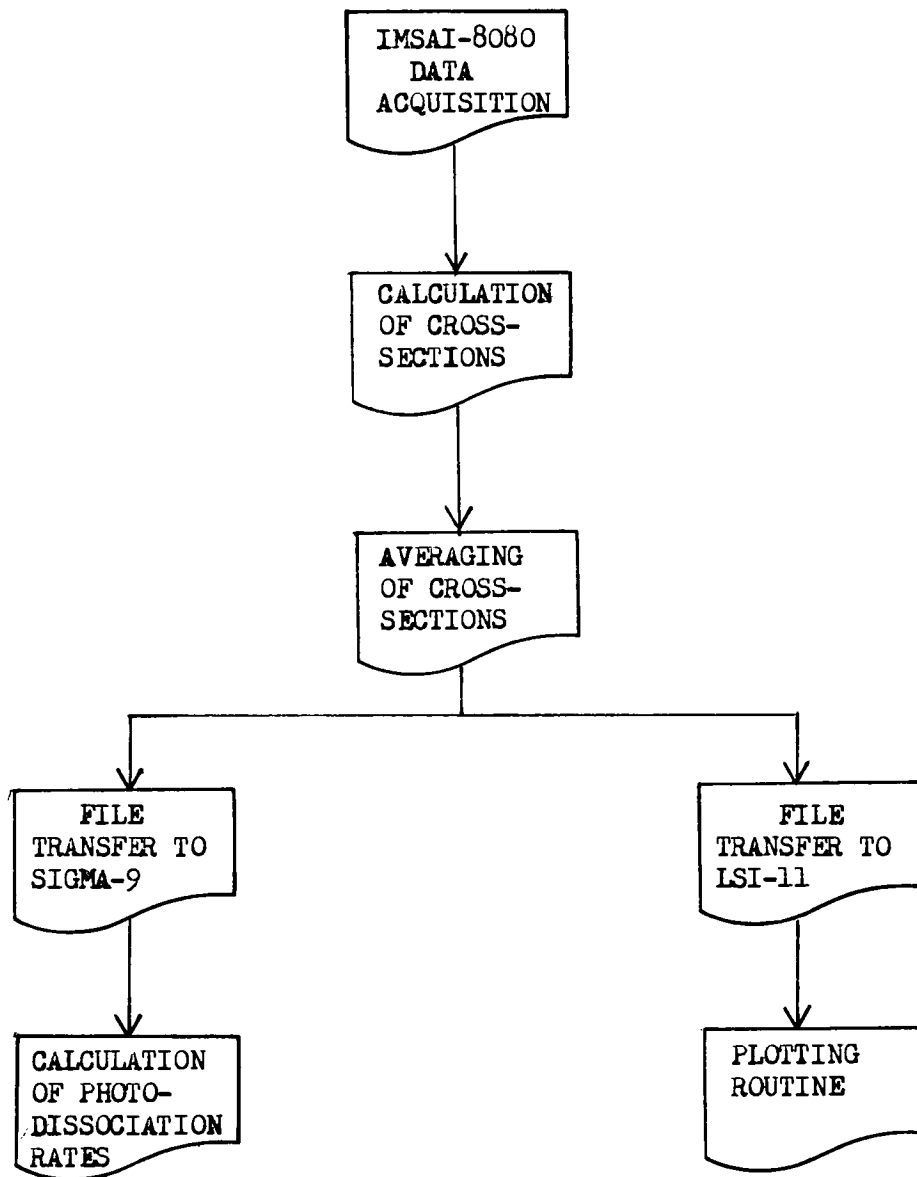 IMSAI-8080
DATA
ACQUISITION
CALCULATION
OF CROSS-
SECTIONS
AVERAGING
OF CROSS-
SECTIONS
FILE
TRANSFER TO
SIGMA-9
FILE
TRANSFER TO
LSI-11
CALCULATION
OF PHOTO-
DISSOCIATION
RATES
PLOTTING
ROUTINE